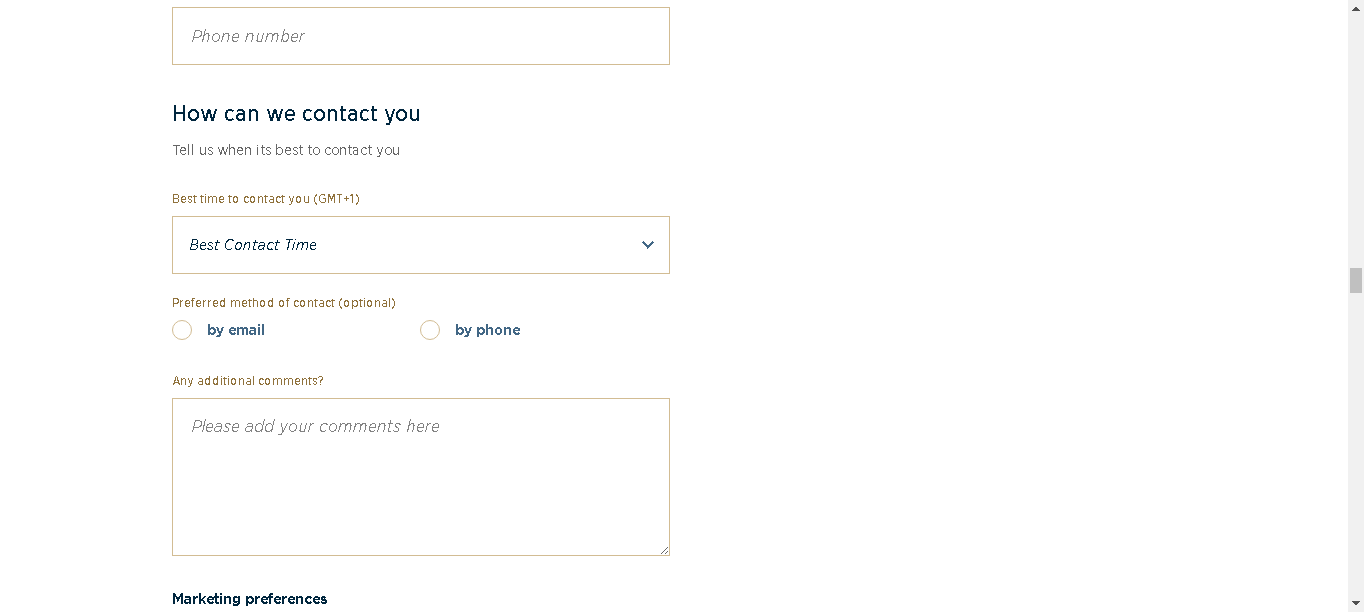 Phone number
How can we contact you
Tell us when its best to contact you
Best time to contact you (GMT+1)
Best Contact Time
Preferred method of contact (optional)
by email
by phone
Any additional comments?
Please add your comments here
Marketing preferences